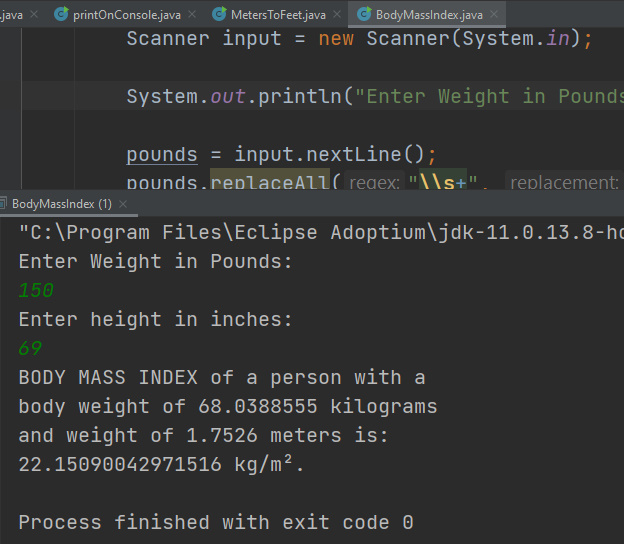 .java printOnConsole.java MetersToFeet.java BodyMassIndex.java
Scanner input = new Scanner(System.in);
System.out.println("Enter Weight in Pounds
pounds = input.nextLine();
pounds.replaceAll( regex: "\\s+", replacement:
BodyMassIndex (1)
"C:\Program Files\Eclipse Adoptium\jdk-11.0.13.8-ho
Enter Weight in Pounds:
150
Enter height in inches:
69
BODY MASS INDEX of a person with a
body weight of 68.0388555 kilograms
and weight of 1.7526 meters is:
22.15090042971516 kg/m².
Process finished with exit code 0